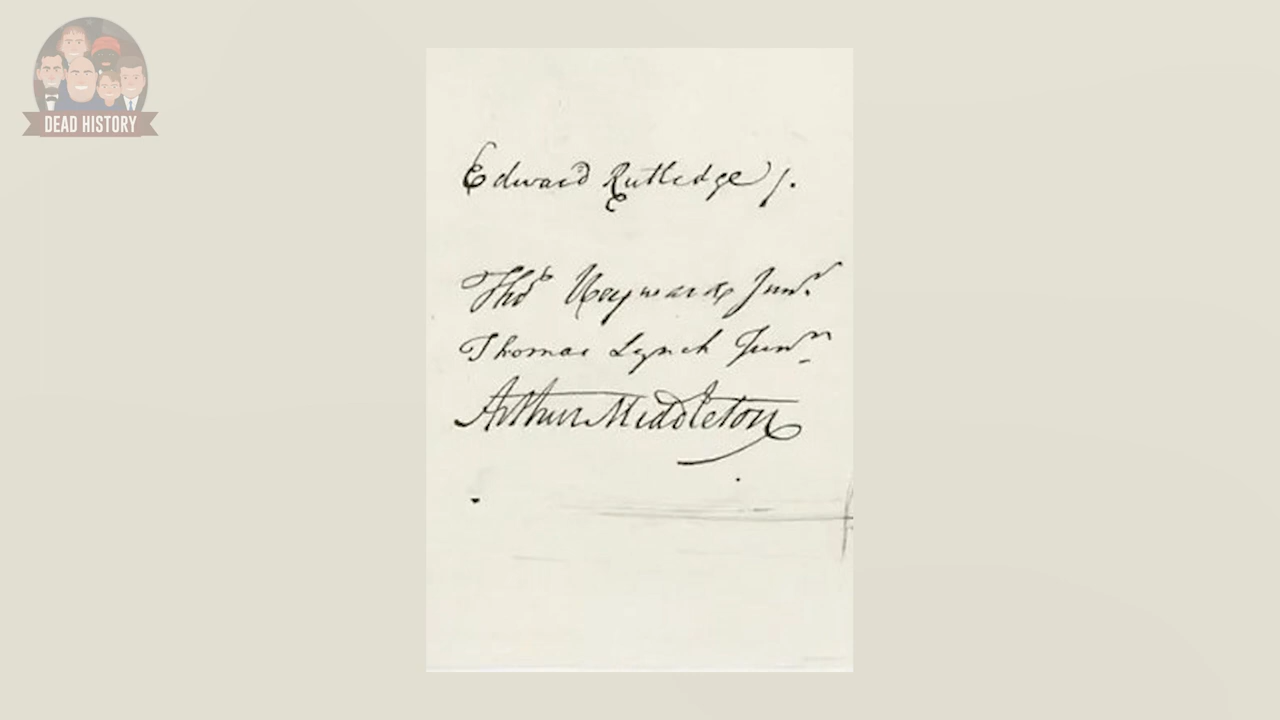 DEAD HISTORY
Edward Rutledge /.
Thos Heyward Junr.
Thomas Lynch Junr
Arthur Middleton